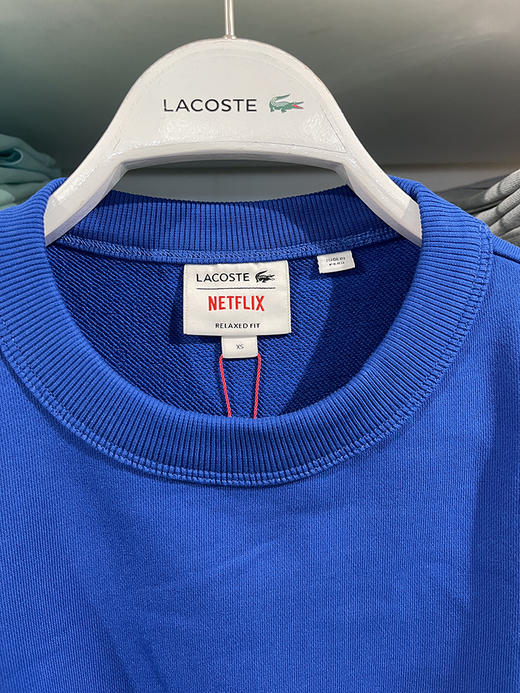 LACOSTE
LACOSTE
NETFLIX
RELAXED FIT
XS